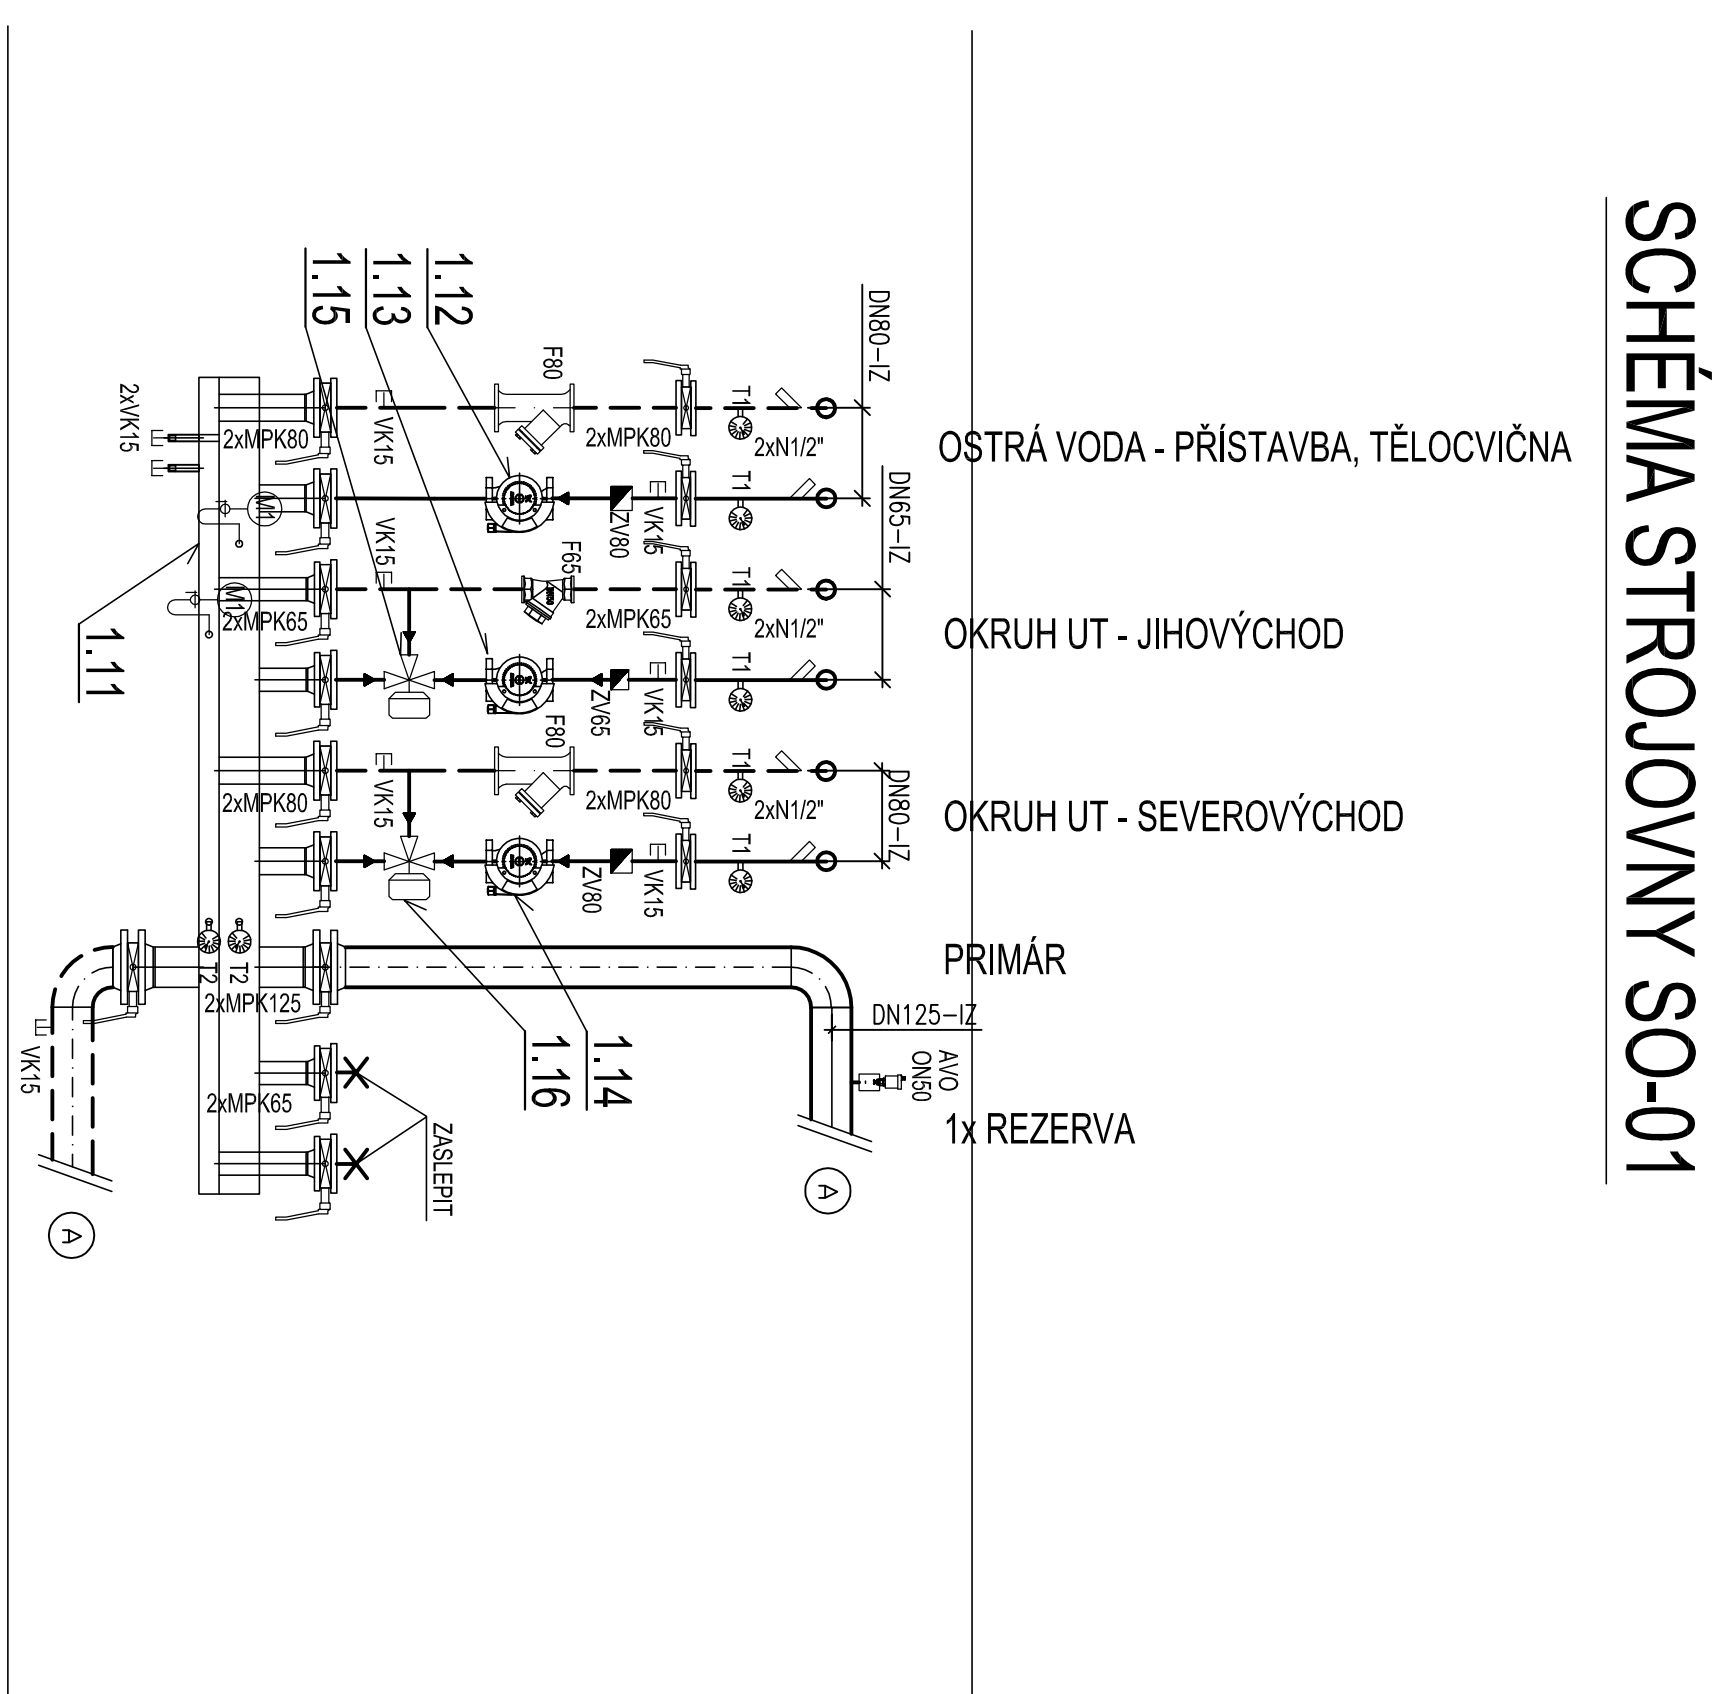 SCHÉMA STROJOVNY SO-01
OSTRÁ VODA - PŘÍSTAVBA, TĚLOCVIČNA
OKRUH UT - JIHOVÝCHOD
OKRUH UT - SEVEROVÝCHOD
PRIMÁR
1x REZERVA
DN80-IZ
DN65-IZ
DN80-IZ
DN125-IZ
AVO
ON50
1.12
1.13
1.15
1.11
1.14
1.16
F80
2xMPK80
VK15
2xMPK80
T1
2xN1/2"
2xVK15
M1
ZV80
VK15
T1
M1
2xMPK65
VK15
F65
2xMPK65
T1
2xN1/2"
ZV65
VK15
T1
2xMPK80
VK15
F80
2xMPK80
T1
2xN1/2"
ZV80
VK15
T1
T2
T2
2xMPK125
2xMPK65
VK15
ZASLEPIT
A
A